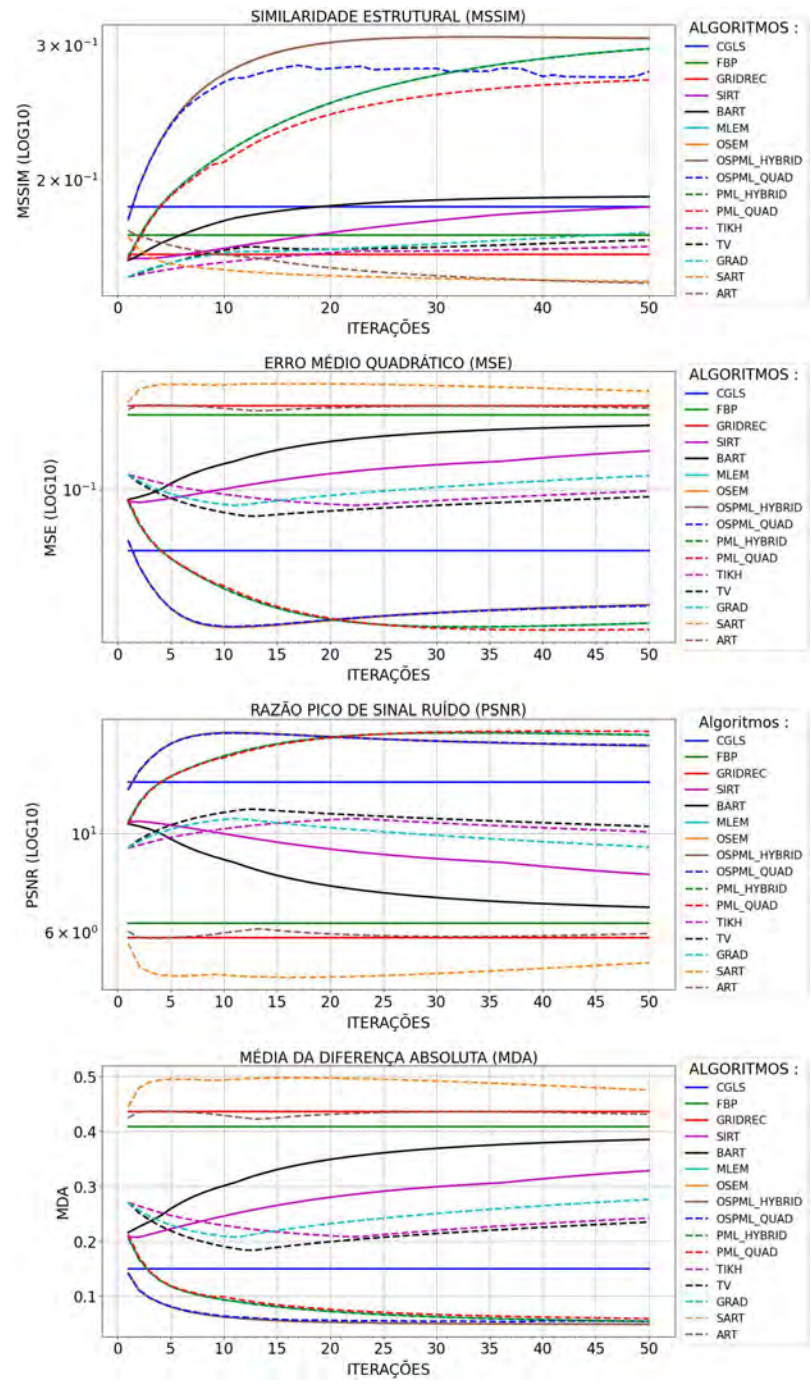 SIMILARIDADE ESTRUTURAL (MSSIM)
MSSIM (LOG10)
3 × 10⁻¹
2 × 10⁻¹
0 5 10 15 20 25 30 35 40 45 50
ITERAÇÕES
ALGORITMOS :
CGLS
FBP
GRIDREC
SIRT
BART
MLEM
OSEM
OSPML_HYBRID
OSPML_QUAD
PML_HYBRID
PML_QUAD
TIKH
TV
GRAD
SART
ART
ERRO MÉDIO QUADRÁTICO (MSE)
MSE (LOG10)
10⁻¹
0 5 10 15 20 25 30 35 40 45 50
ITERAÇÕES
ALGORITMOS :
CGLS
FBP
GRIDREC
SIRT
BART
MLEM
OSEM
OSPML_HYBRID
OSPML_QUAD
PML_HYBRID
PML_QUAD
TIKH
TV
GRAD
SART
ART
RAZÃO PICO DE SINAL RUÍDO (PSNR)
PSNR (LOG10)
10¹
6 × 10⁰
0 5 10 15 20 25 30 35 40 45 50
ITERAÇÕES
Algoritmos :
CGLS
FBP
GRIDREC
SIRT
BART
MLEM
OSEM
OSPML_HYBRID
OSPML_QUAD
PML_HYBRID
PML_QUAD
TIKH
TV
GRAD
SART
ART
MÉDIA DA DIFERENÇA ABSOLUTA (MDA)
MDA
0.5
0.4
0.3
0.2
0.1
0 5 10 15 20 25 30 35 40 45 50
ITERAÇÕES
ALGORITMOS :
CGLS
FBP
GRIDREC
SIRT
BART
MLEM
OSEM
OSPML_HYBRID
OSPML_QUAD
PML_HYBRID
PML_QUAD
TIKH
TV
GRAD
SART
ART